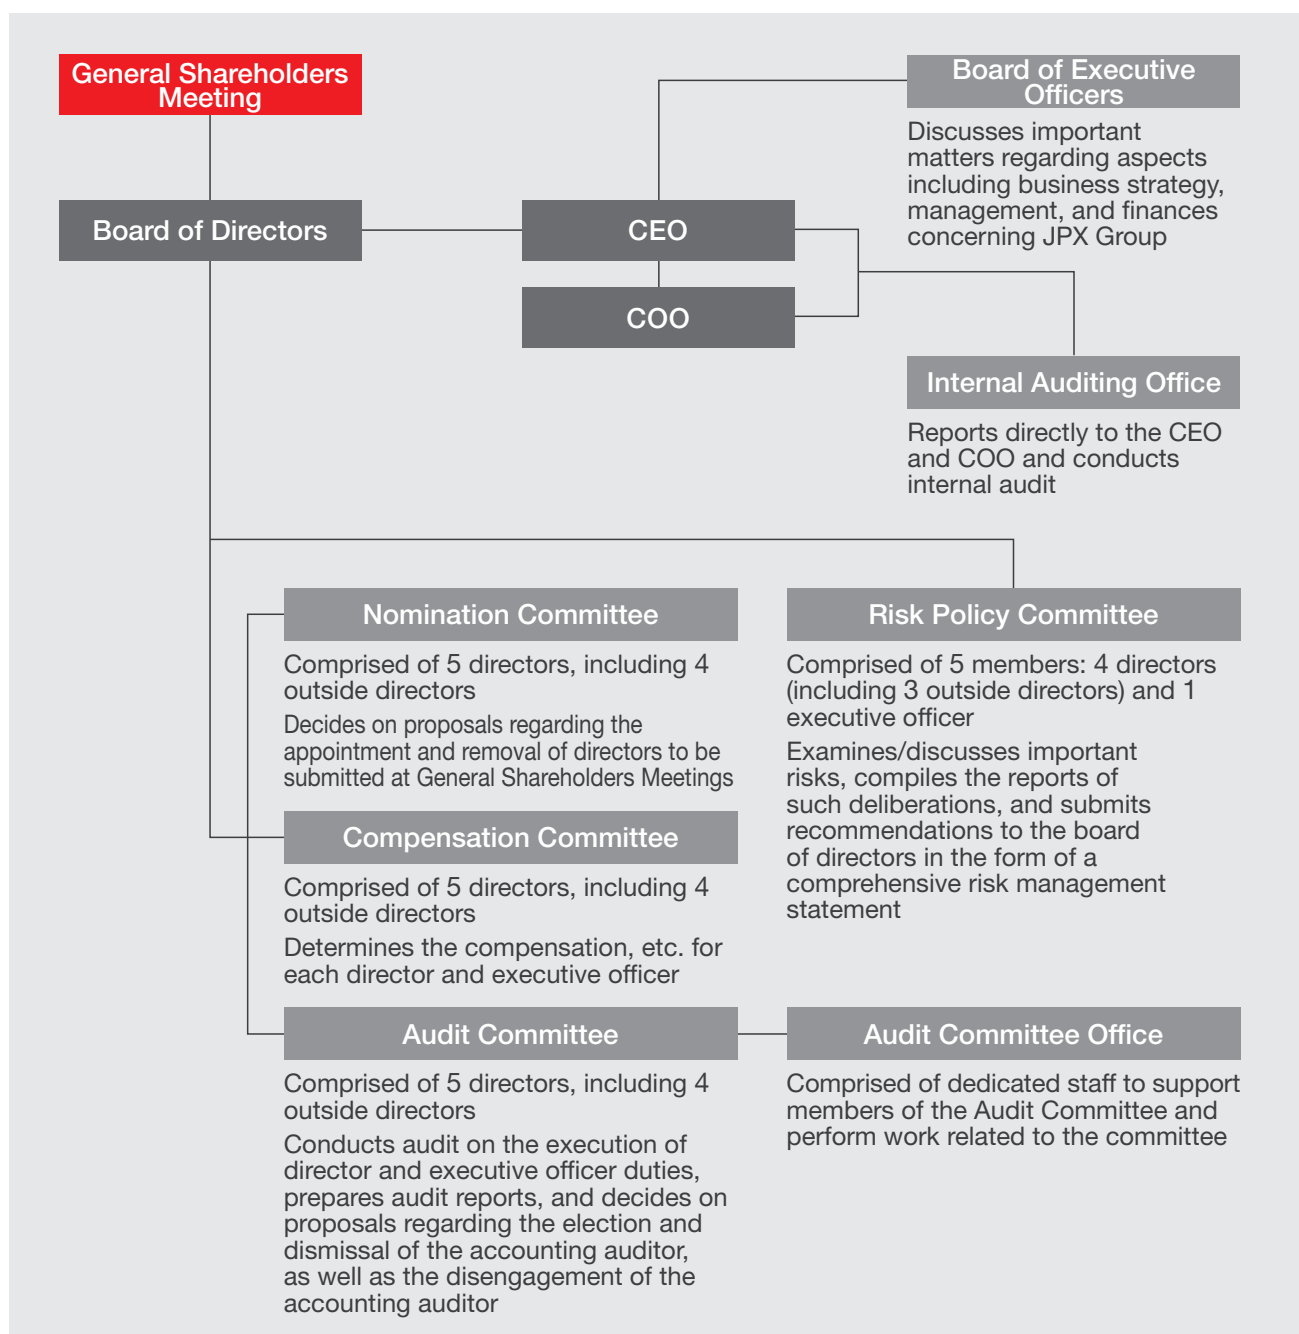 General Shareholders
Meeting
Board of Executive
Officers
Discusses important
matters regarding aspects
including business strategy,
management, and finances
concerning JPX Group
Board of Directors
CEO
COO
Internal Auditing Office
Reports directly to the CEO
and COO and conducts
internal audit
Nomination Committee
Comprised of 5 directors, including 4
outside directors
Decides on proposals regarding the
appointment and removal of directors to be
submitted at General Shareholders Meetings
Risk Policy Committee
Comprised of 5 members: 4 directors
(including 3 outside directors) and 1
executive officer
Examines/discusses important
risks, compiles the reports of
such deliberations, and submits
recommendations to the board
of directors in the form of a
comprehensive risk management
statement
Compensation Committee
Comprised of 5 directors, including 4
outside directors
Determines the compensation, etc. for
each director and executive officer
Audit Committee
Comprised of 5 directors, including 4
outside directors
Conducts audit on the execution of
director and executive officer duties,
prepares audit reports, and decides on
proposals regarding the election and
dismissal of the accounting auditor,
as well as the disengagement of the
accounting auditor
Audit Committee Office
Comprised of dedicated staff to support
members of the Audit Committee and
perform work related to the committee